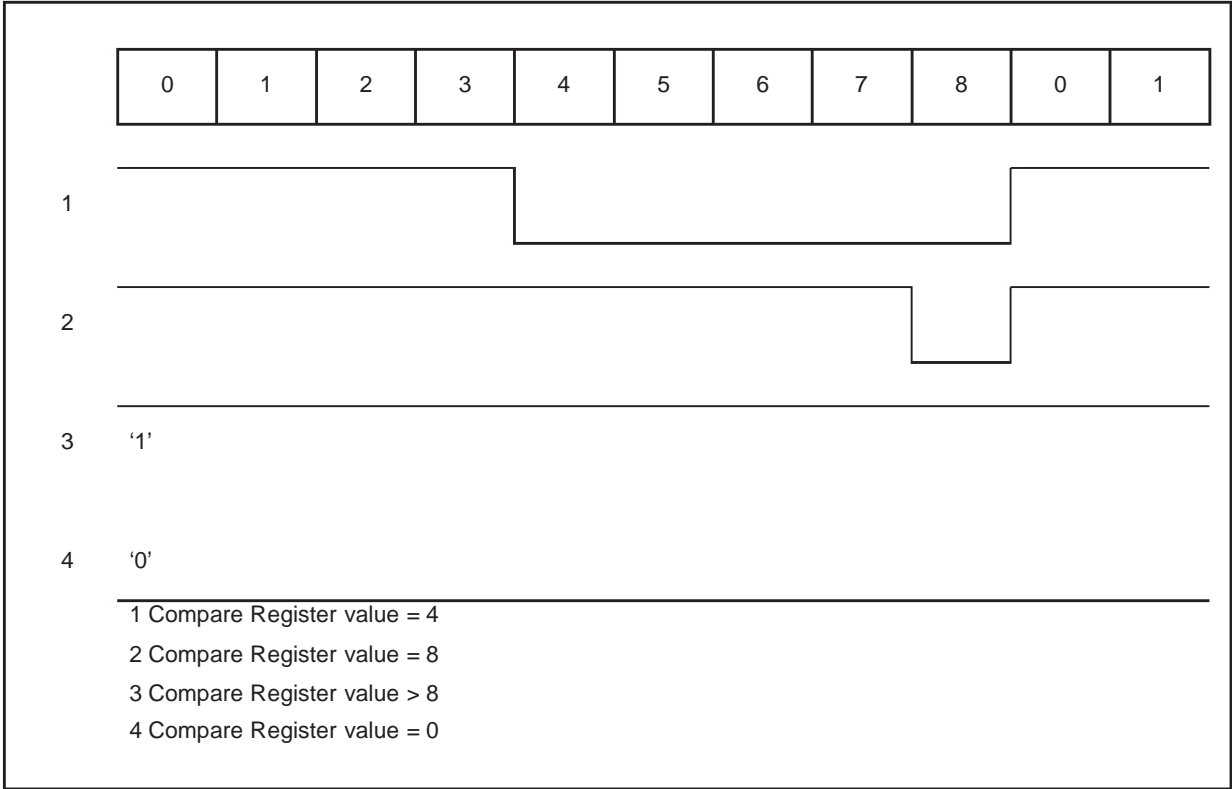 0 1 2 3 4 5 6 7 8 0 1
1
2
3 ‘1’
4 ‘0’
1 Compare Register value = 4
2 Compare Register value = 8
3 Compare Register value > 8
4 Compare Register value = 0